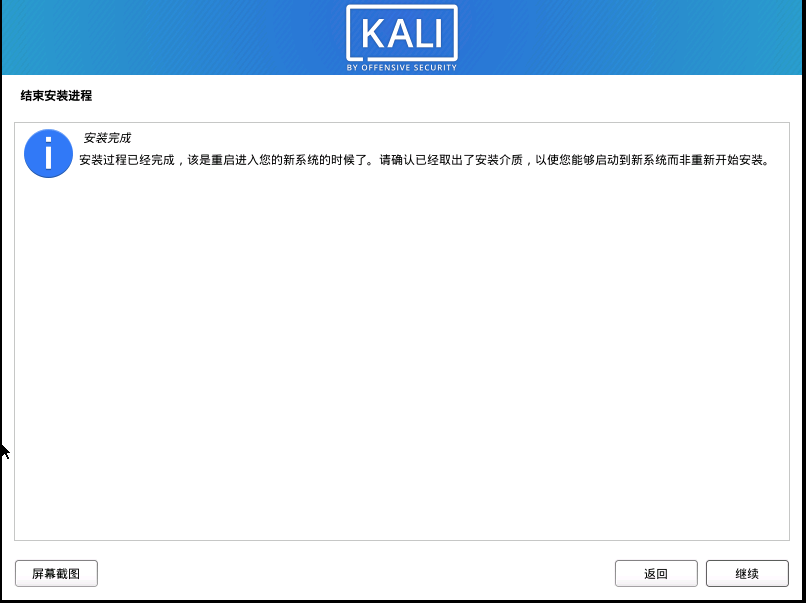 KALI
BY OFFENSIVE SECURITY
结束安装进程
安装完成
安装过程已经完成，该是重启进入您的新系统的时候了。请确认已经取出了安装介质，以使您能够启动到新系统而非重新开始安装。
屏幕截图
返回
继续